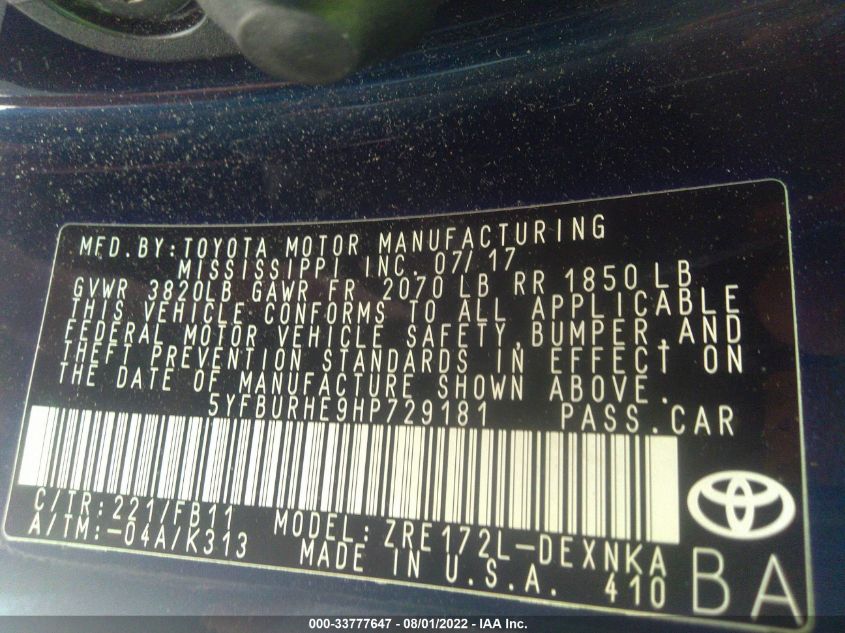 MFD.BY:TOYOTA MOTOR MANUFACTURING
MISSISSIPPI INC. 07/17
GVWR 3820LB GAWR FR 2070 LB RR 1850 LB
THIS VEHICLE CONFORMS TO ALL APPLICABLE
FEDERAL MOTOR VEHICLE SAFETY,BUMPER,AND
THEFT PREVENTION STANDARDS IN EFFECT ON
THE DATE OF MANUFACTURE SHOWN ABOVE.
5YFBURHE9HP729181 PASS.CAR
C/TR:221/FB11 MODEL:ZRE172L-DEXNKA
A/TM:-04A/K313 MADE IN U.S.A. 410
BA
000-33777647 - 08/01/2022 - IAA Inc.